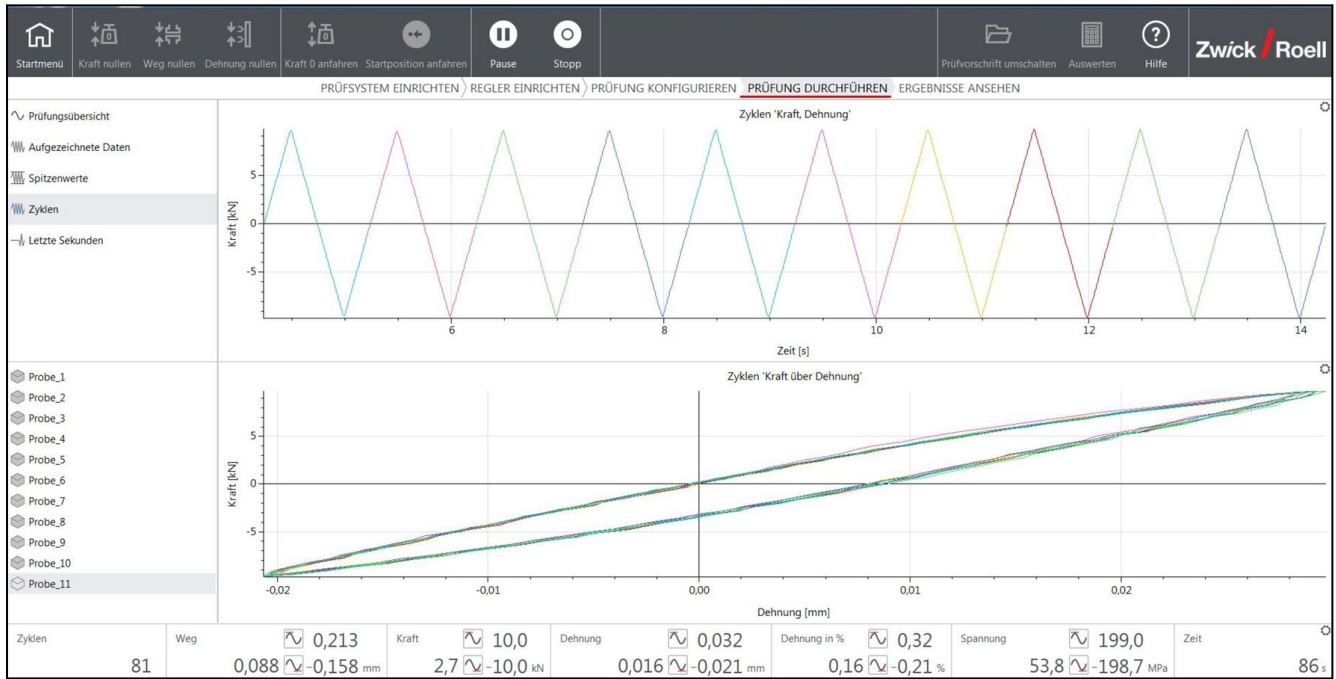 Startmenü Kraft nullen Weg nullen Dehnung nullen Kraft 0 anfahren Startposition anfahren Pause Stopp Prüfvorschrift umschalten Auswerten Hilfe Zwick Roell
PRÜFSYSTEM EINRICHTEN REGLER EINRICHTEN PRÜFUNG KONFIGURIEREN PRÜFUNG DURCHFÜHREN ERGEBNISSE ANSEHEN
Prüfungsübersicht
Aufgezeichnete Daten
Spitzenwerte
Zyklen
Letzte Sekunden
Zyklen 'Kraft, Dehnung'
Kraft [kN]
5
0
-5
6 8 10 12 14
Zeit [s]
Probe_1
Probe_2
Probe_3
Probe_4
Probe_5
Probe_6
Probe_7
Probe_8
Probe_9
Probe_10
Probe_11
Zyklen 'Kraft über Dehnung'
Kraft [kN]
5
0
-5
-0,02 -0,01 0,00 0,01 0,02
Dehnung [mm]
Zyklen Weg 0,213 Kraft 10,0 Dehnung 0,032 Dehnung in % 0,32 Spannung 199,0 Zeit
81 0,088 -0,158 mm 2,7 -10,0 kN 0,016 -0,021 mm 0,16 -0,21 % 53,8 -198,7 MPa 86 s